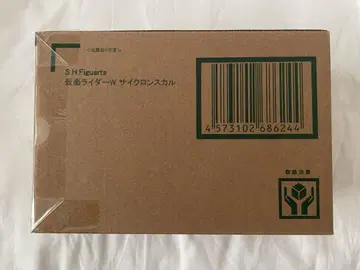 S.H.Figuarts
仮面ライダーW サイクロンスカル
4 573102 686244
取扱注意